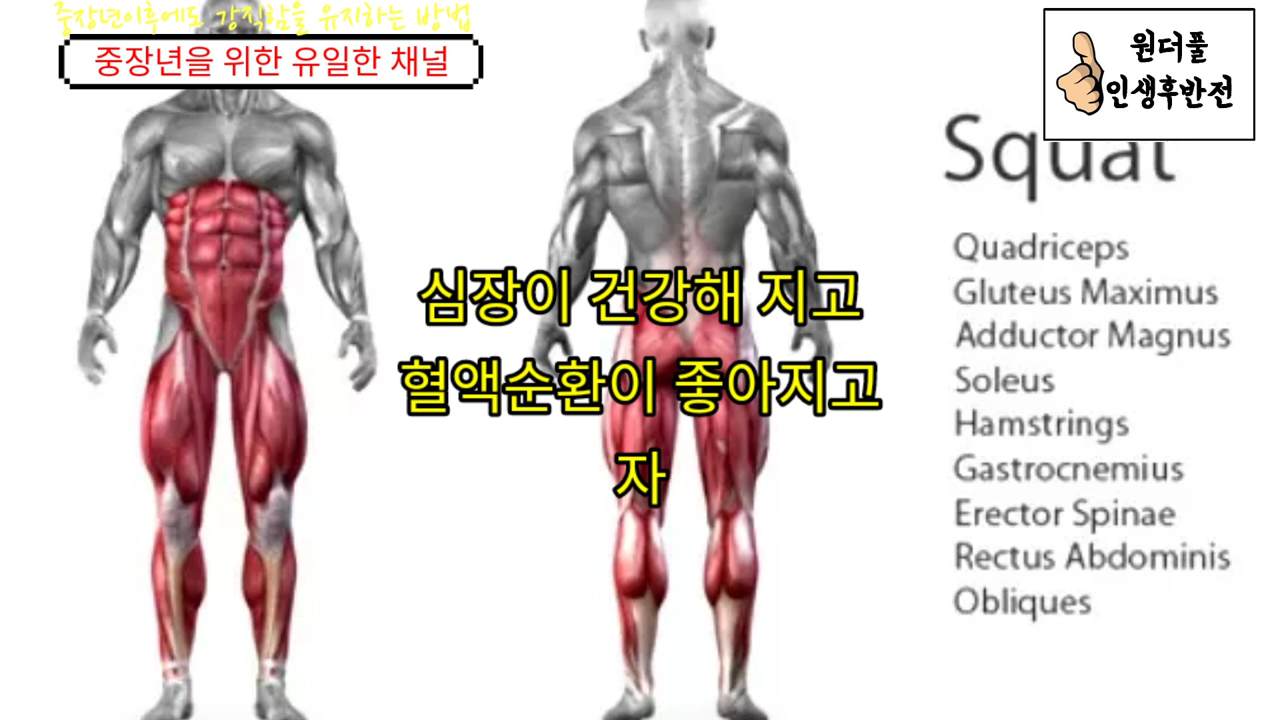 중장년이후에도 강직함을 유지하는 방법
중장년을 위한 유일한 채널
원더풀
인생후반전
Squat
Quadriceps
Gluteus Maximus
Adductor Magnus
Soleus
Hamstrings
Gastrocnemius
Erector Spinae
Rectus Abdominis
Obliques
심장이 건강해 지고
혈액순환이 좋아지고
자